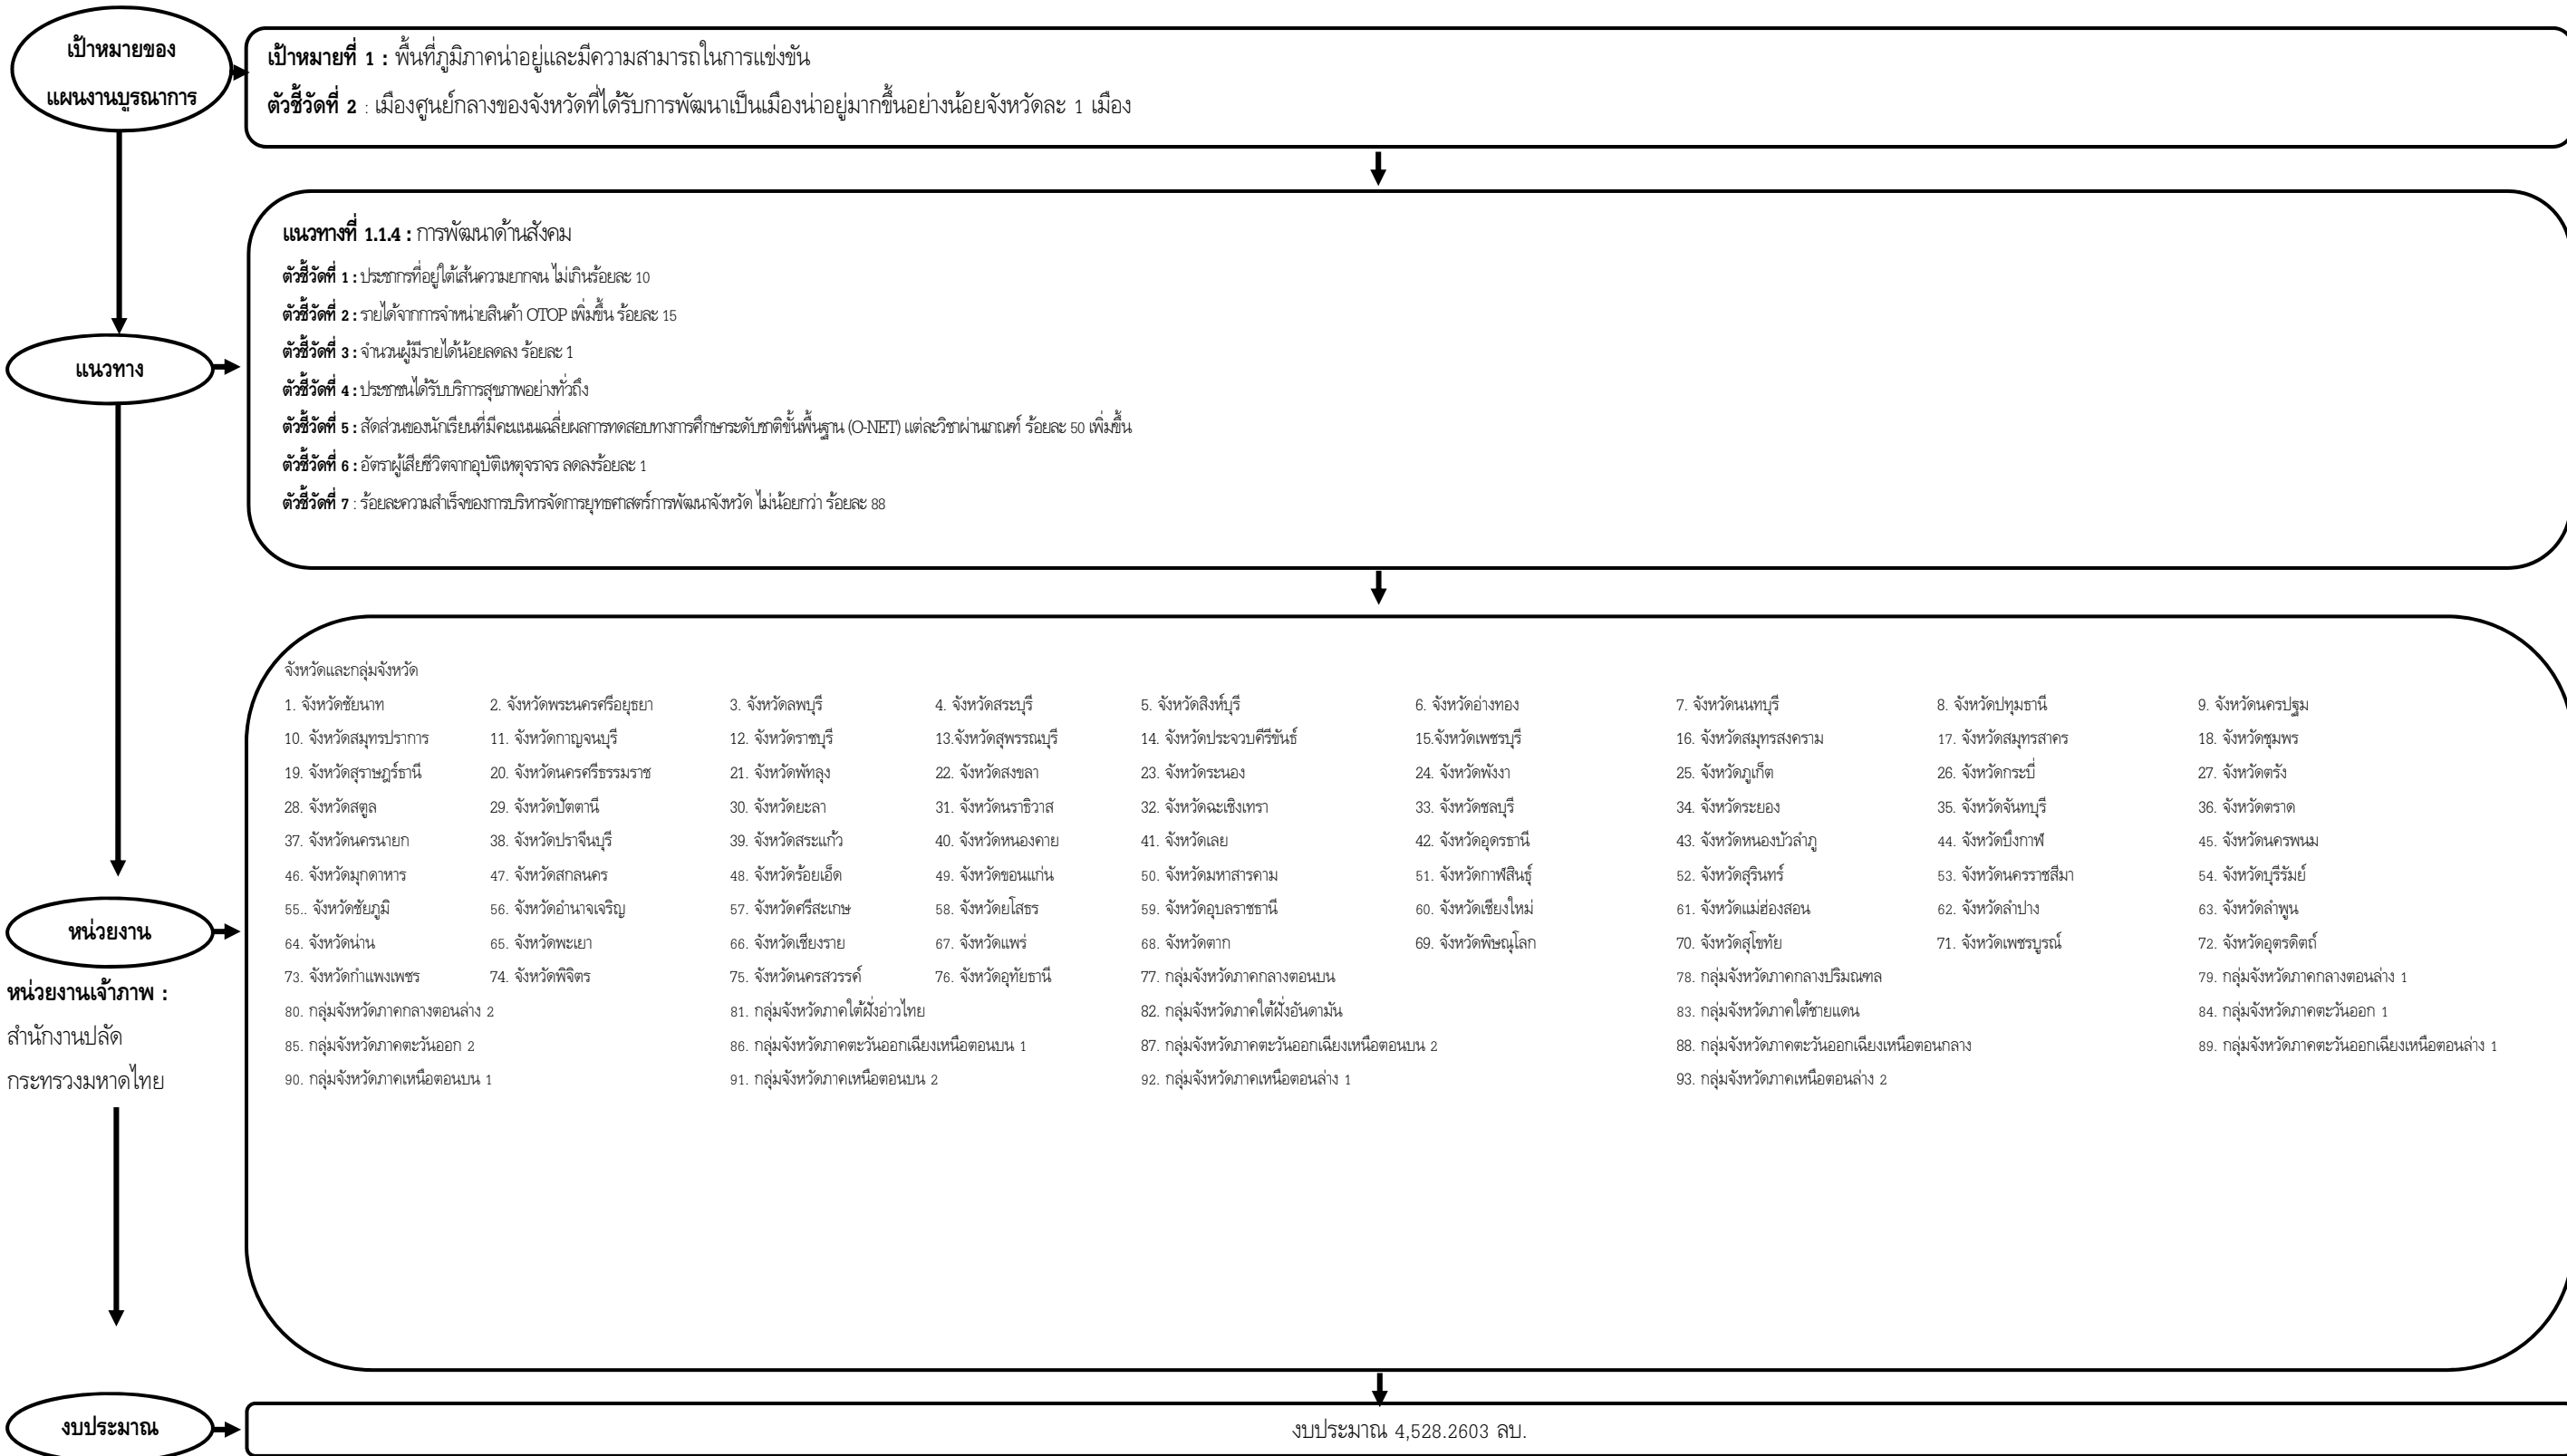 เป้าหมายของ
แผนงานบูรณาการ
เป้าหมายที่ 1 : พื้นที่ภูมิภาคน่าอยู่และมีความสามารถในการแข่งขัน
ตัวชี้วัดที่ 2 : เมืองศูนย์กลางของจังหวัดที่ได้รับการพัฒนาเป็นเมืองน่าอยู่มากขึ้นอย่างน้อยจังหวัดละ 1 เมือง
แนวทาง
แนวทางที่ 1.1.4 : การพัฒนาด้านสังคม
ตัวชี้วัดที่ 1 : ประชากรที่อยู่ใต้เส้นความยากจน ไม่เกินร้อยละ 10
ตัวชี้วัดที่ 2 : รายได้จากการจำหน่ายสินค้า OTOP เพิ่มขึ้น ร้อยละ 15
ตัวชี้วัดที่ 3 : จำนวนผู้มีรายได้น้อยลดลง ร้อยละ 1
ตัวชี้วัดที่ 4 : ประชาชนได้รับบริการสุขภาพอย่างทั่วถึง
ตัวชี้วัดที่ 5 : สัดส่วนของนักเรียนที่มีคะแนนเฉลี่ยผลการทดสอบทางการศึกษาระดับชาติขั้นพื้นฐาน (O-NET) แต่ละวิชาผ่านเกณฑ์ ร้อยละ 50 เพิ่มขึ้น
ตัวชี้วัดที่ 6 : อัตราผู้เสียชีวิตจากอุบัติเหตุจราจร ลดลงร้อยละ 1
ตัวชี้วัดที่ 7 : ร้อยละความสำเร็จของการบริหารจัดการยุทธศาสตร์การพัฒนาจังหวัด ไม่น้อยกว่า ร้อยละ 88
หน่วยงาน
หน่วยงานเจ้าภาพ :
สำนักงานปลัด
กระทรวงมหาดไทย
จังหวัดและกลุ่มจังหวัด
1. จังหวัดชัยนาท 2. จังหวัดพระนครศรีอยุธยา 3. จังหวัดลพบุรี 4. จังหวัดสระบุรี 5. จังหวัดสิงห์บุรี 6. จังหวัดอ่างทอง 7. จังหวัดนนทบุรี 8. จังหวัดปทุมธานี 9. จังหวัดนครปฐม
10. จังหวัดสมุทรปราการ 11. จังหวัดกาญจนบุรี 12. จังหวัดราชบุรี 13.จังหวัดสุพรรณบุรี 14. จังหวัดประจวบคีรีขันธ์ 15.จังหวัดเพชรบุรี 16. จังหวัดสมุทรสงคราม 17. จังหวัดสมุทรสาคร 18. จังหวัดชุมพร
19. จังหวัดสุราษฎร์ธานี 20. จังหวัดนครศรีธรรมราช 21. จังหวัดพัทลุง 22. จังหวัดสงขลา 23. จังหวัดระนอง 24. จังหวัดพังงา 25. จังหวัดภูเก็ต 26. จังหวัดกระบี่ 27. จังหวัดตรัง
28. จังหวัดสตูล 29. จังหวัดปัตตานี 30. จังหวัดยะลา 31. จังหวัดนราธิวาส 32. จังหวัดฉะเชิงเทรา 33. จังหวัดชลบุรี 34. จังหวัดระยอง 35. จังหวัดจันทบุรี 36. จังหวัดตราด
37. จังหวัดนครนายก 38. จังหวัดปราจีนบุรี 39. จังหวัดสระแก้ว 40. จังหวัดหนองคาย 41. จังหวัดเลย 42. จังหวัดอุดรธานี 43. จังหวัดหนองบัวลำภู 44. จังหวัดบึงกาฬ 45. จังหวัดนครพนม
46. จังหวัดมุกดาหาร 47. จังหวัดสกลนคร 48. จังหวัดร้อยเอ็ด 49. จังหวัดขอนแก่น 50. จังหวัดมหาสารคาม 51. จังหวัดกาฬสินธุ์ 52. จังหวัดสุรินทร์ 53. จังหวัดนครราชสีมา 54. จังหวัดบุรีรัมย์
55.. จังหวัดชัยภูมิ 56. จังหวัดอำนาจเจริญ 57. จังหวัดศรีสะเกษ 58. จังหวัดยโสธร 59. จังหวัดอุบลราชธานี 60. จังหวัดเชียงใหม่ 61. จังหวัดแม่ฮ่องสอน 62. จังหวัดลำปาง 63. จังหวัดลำพูน
64. จังหวัดน่าน 65. จังหวัดพะเยา 66. จังหวัดเชียงราย 67. จังหวัดแพร่ 68. จังหวัดตาก 69. จังหวัดพิษณุโลก 70. จังหวัดสุโขทัย 71. จังหวัดเพชรบูรณ์ 72. จังหวัดอุตรดิตถ์
73. จังหวัดกำแพงเพชร 74. จังหวัดพิจิตร 75. จังหวัดนครสวรรค์ 76. จังหวัดอุทัยธานี 77. กลุ่มจังหวัดภาคกลางตอนบน 78. กลุ่มจังหวัดภาคกลางปริมณฑล 79. กลุ่มจังหวัดภาคกลางตอนล่าง 1
80. กลุ่มจังหวัดภาคกลางตอนล่าง 2 81. กลุ่มจังหวัดภาคใต้ฝั่งอ่าวไทย 82. กลุ่มจังหวัดภาคใต้ฝั่งอันดามัน 83. กลุ่มจังหวัดภาคใต้ชายแดน 84. กลุ่มจังหวัดภาคตะวันออก 1
85. กลุ่มจังหวัดภาคตะวันออก 2 86. กลุ่มจังหวัดภาคตะวันออกเฉียงเหนือตอนบน 1 87. กลุ่มจังหวัดภาคตะวันออกเฉียงเหนือตอนบน 2 88. กลุ่มจังหวัดภาคตะวันออกเฉียงเหนือตอนกลาง 89. กลุ่มจังหวัดภาคตะวันออกเฉียงเหนือตอนล่าง 1
90. กลุ่มจังหวัดภาคเหนือตอนบน 1 91. กลุ่มจังหวัดภาคเหนือตอนบน 2 92. กลุ่มจังหวัดภาคเหนือตอนล่าง 1 93. กลุ่มจังหวัดภาคเหนือตอนล่าง 2
งบประมาณ
งบประมาณ 4,528.2603 ลบ.